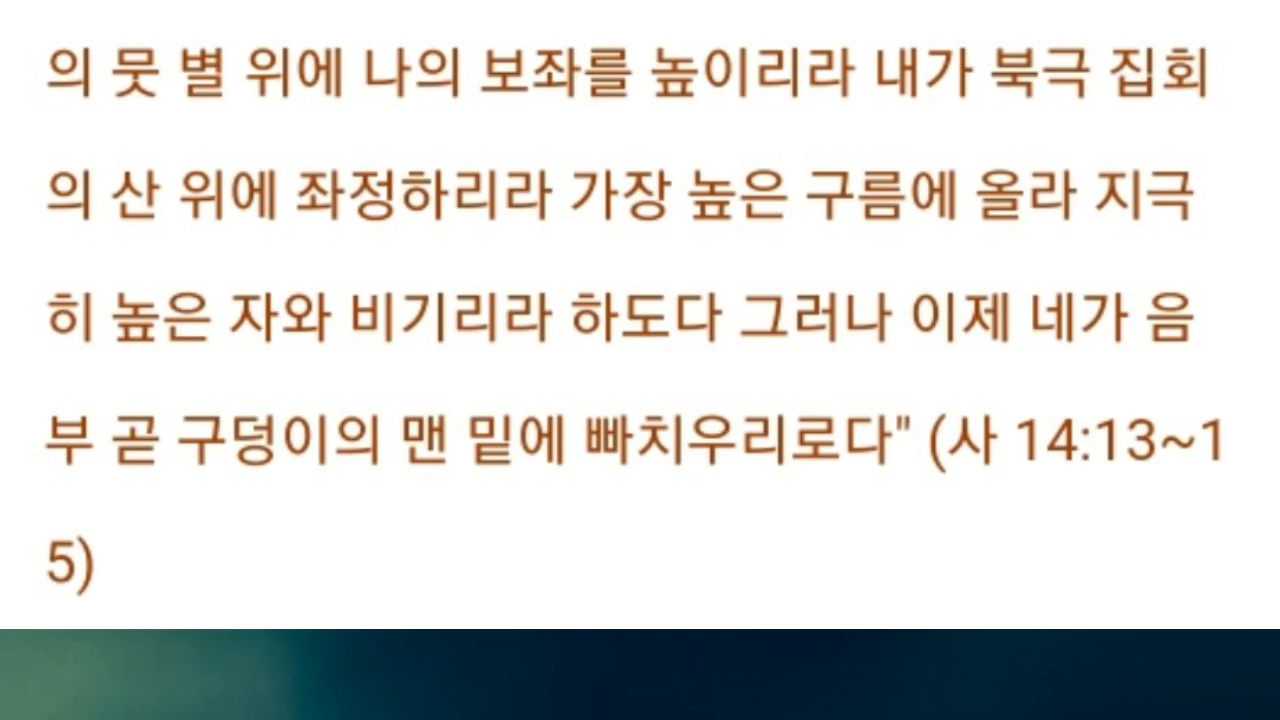 의 뭇 별 위에 나의 보좌를 높이리라 내가 북극 집회
의 산 위에 좌정하리라 가장 높은 구름에 올라 지극
히 높은 자와 비기리라 하도다 그러나 이제 네가 음
부 곧 구덩이의 맨 밑에 빠치우리로다" (사 14:13~1
5)